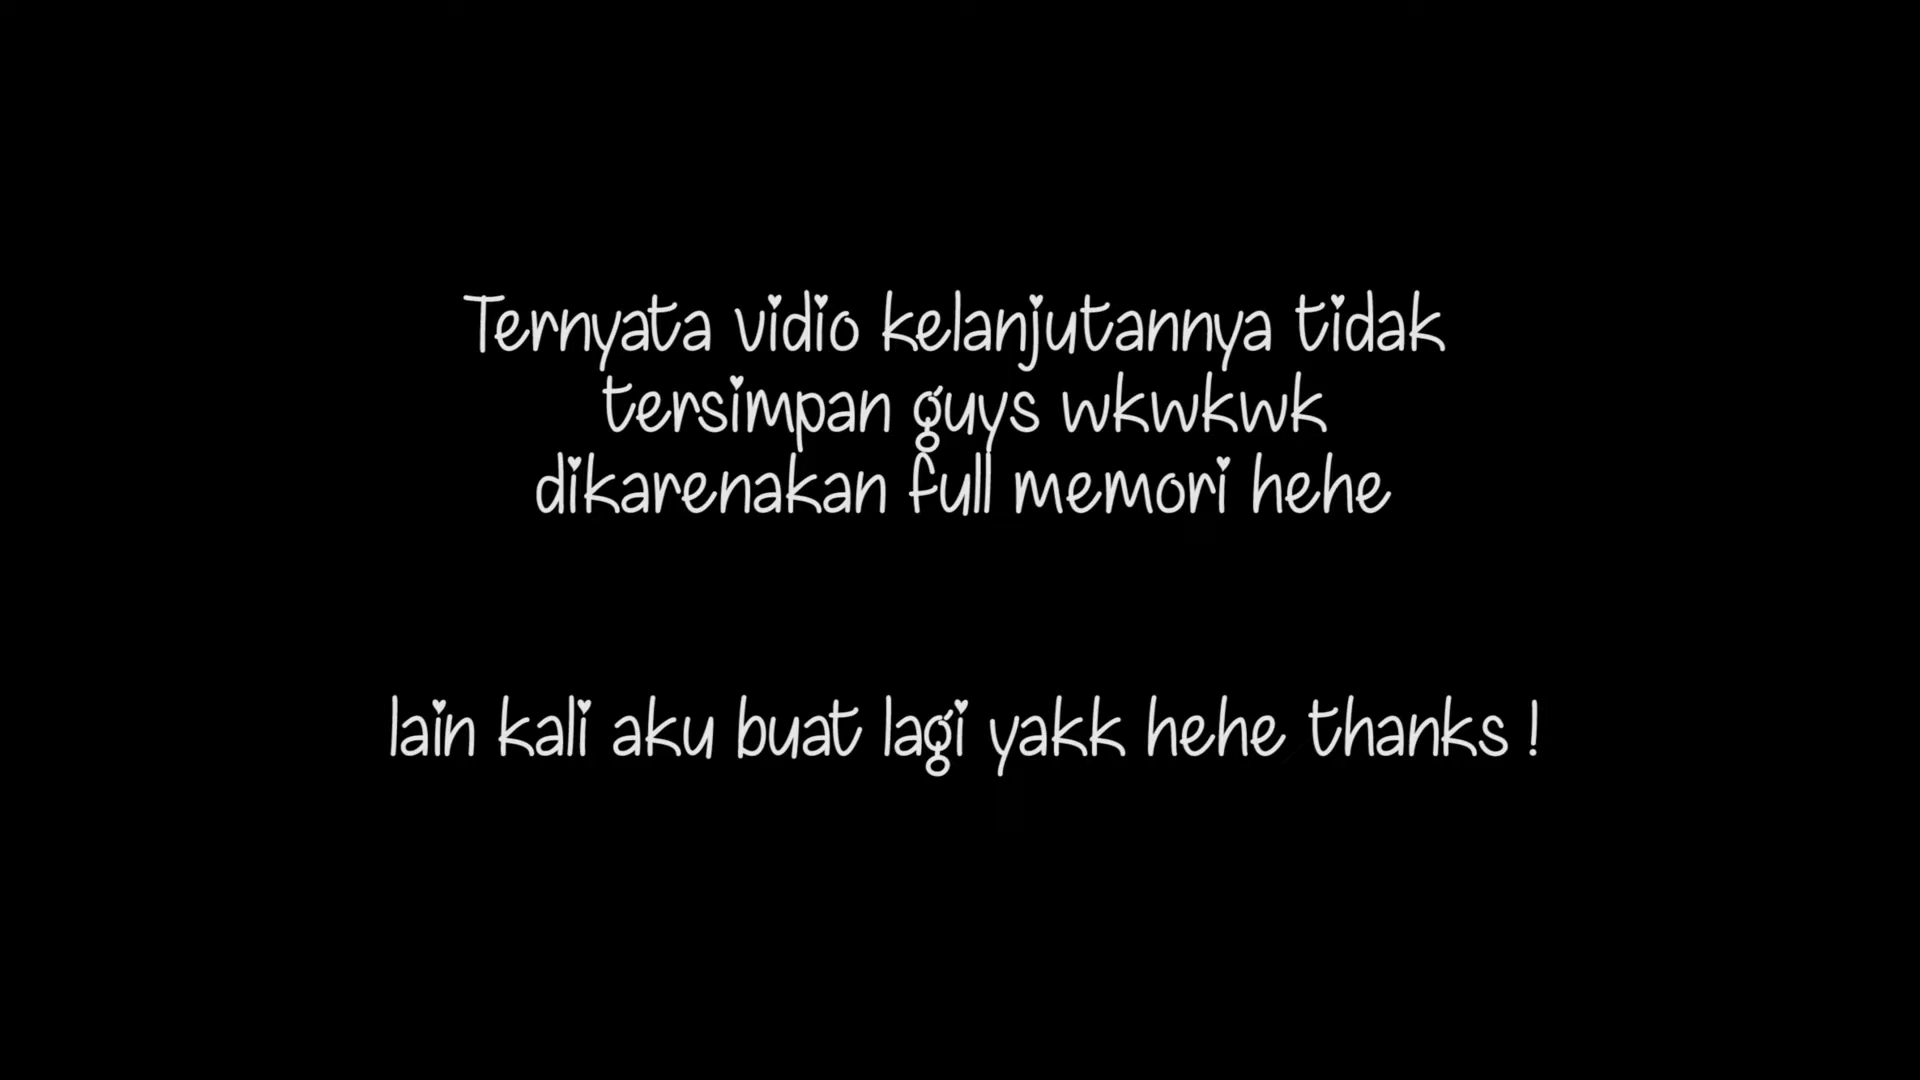 Ternyata vidio kelanjutannya tidak
tersimpan guys wkwkwk
dikarenakan full memori hehe
lain kali aku buat lagi yakk hehe thanks !